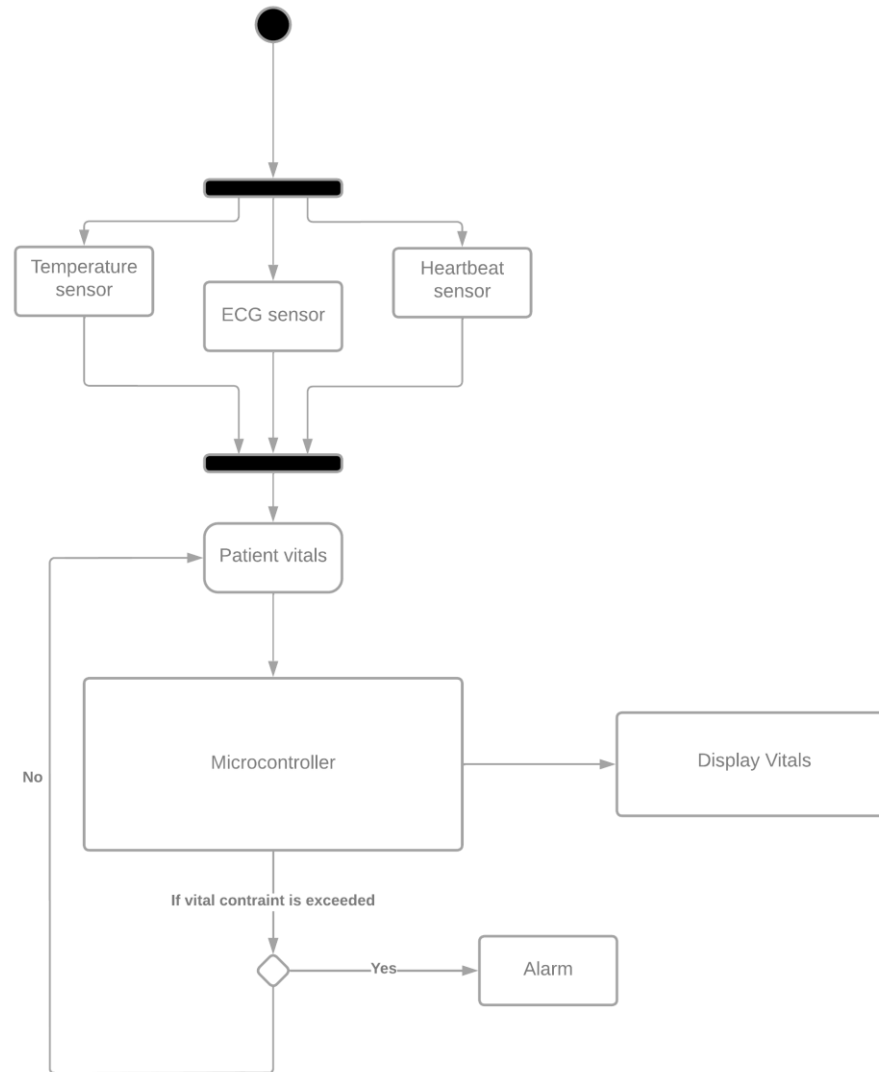 Temperature
sensor
ECG sensor
Heartbeat
sensor
Patient vitals
Microcontroller
Display Vitals
No
If vital contraint is exceeded
Yes
Alarm